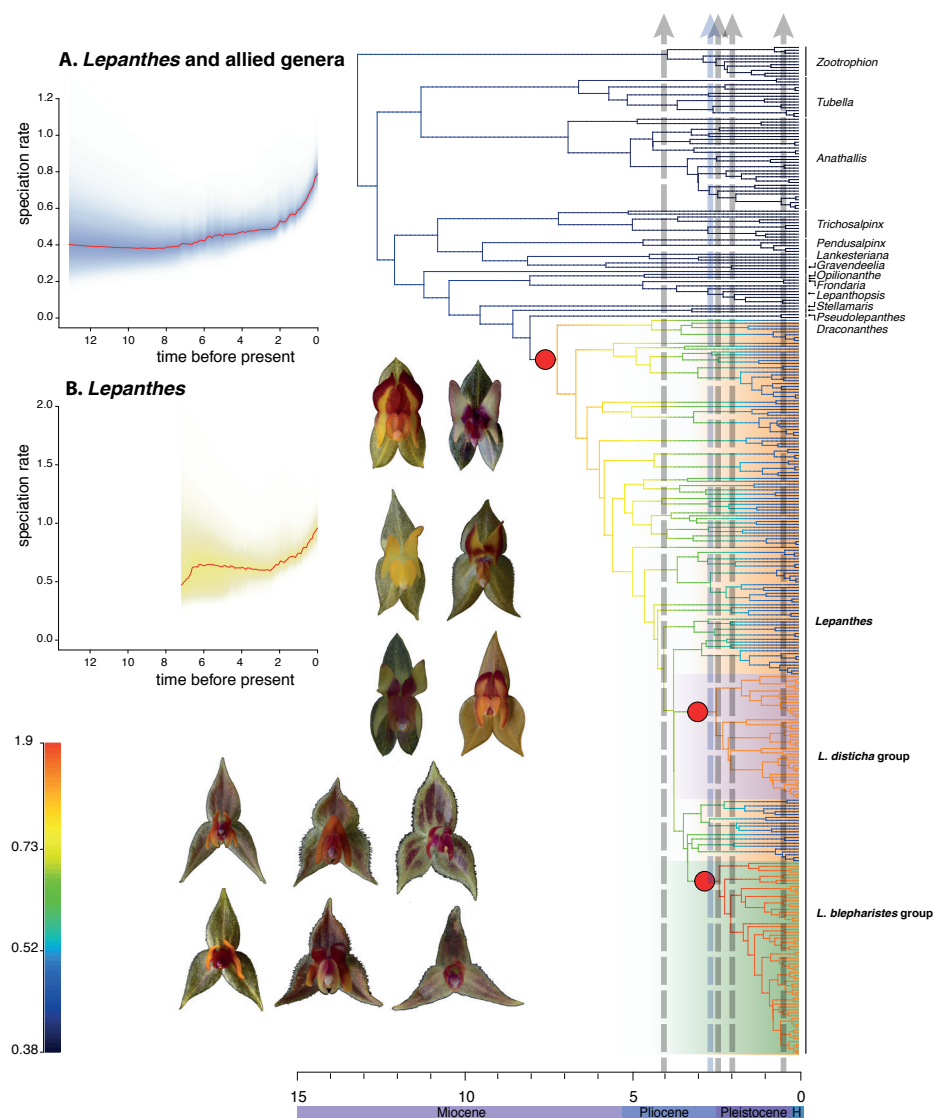 A. Lepanthes and allied genera
speciation rate
1.2
1.0
0.8
0.6
0.4
0.2
0.0
12 10 8 6 4 2 0
time before present
B. Lepanthes
speciation rate
2.0
1.5
1.0
0.5
0.0
12 10 8 6 4 2 0
time before present
1.9
0.73
0.52
0.38
Zootrophion
Tubella
Anathallis
Trichosalpinx
Pendusalpinx
Lankesteriana
Gravendeelia
Opilionanthe
Frondaria
Lepanthopsis
Stellamaris
Pseudolepanthes
Draconanthes
Lepanthes
L. disticha group
L. blepharistes group
15 10 5 0
Miocene Pliocene Pleistocene H